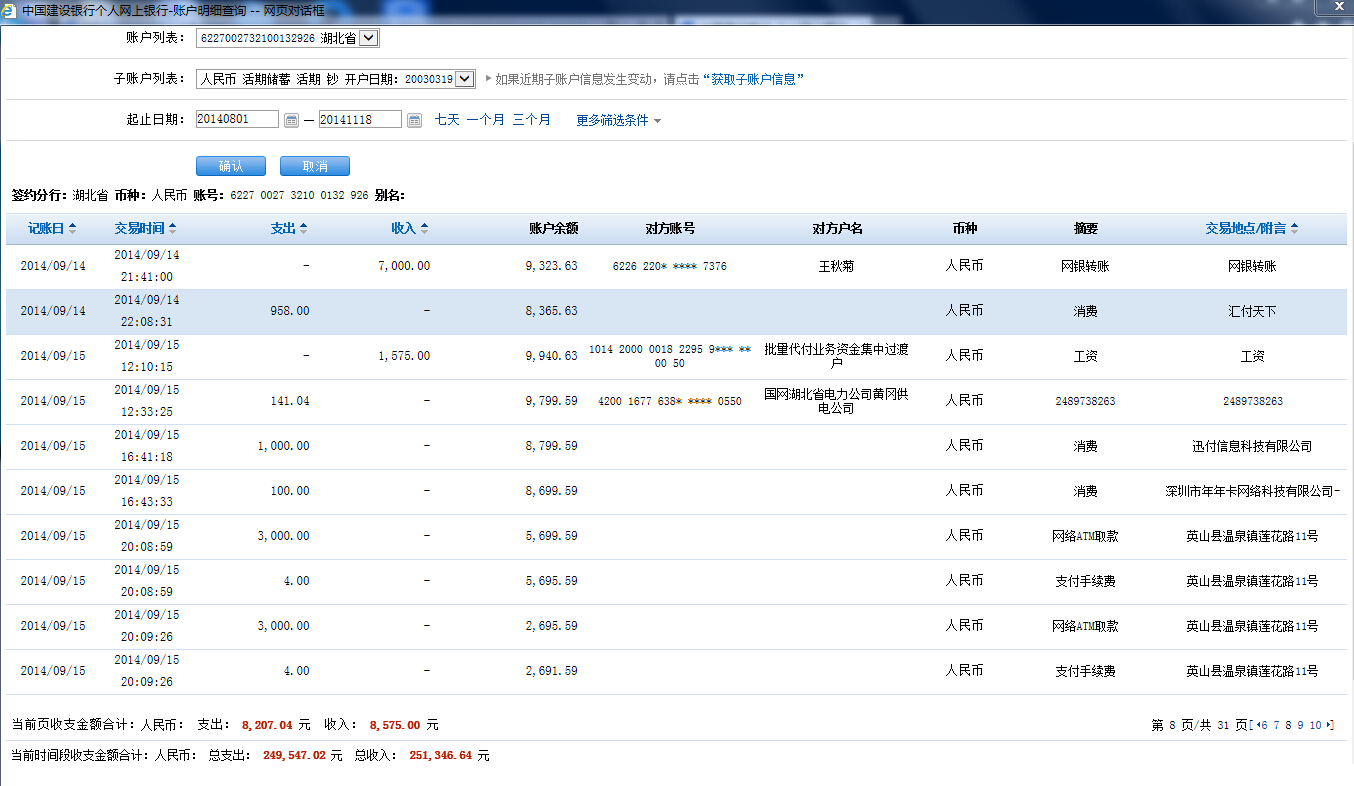 中国建设银行个人网上银行-账户明细查询 -- 网页对话框
账户列表： 6227002732100132926 湖北省
子账户列表： 人民币 活期储蓄 活期 钞 开户日期：20030319 如果近期子账户信息发生变动，请点击“获取子账户信息”
起止日期： 20140801 — 20141118 七天 一个月 三个月 更多筛选条件
确认 取消
签约分行：湖北省 币种：人民币 账号：6227 0027 3210 0132 926 别名：
记账日 交易时间 支出 收入 账户余额 对方账号 对方户名 币种 摘要 交易地点/附言
2014/09/14 2014/09/14 21:41:00 - 7,000.00 9,323.63 6226 220* **** 7376 王秋菊 人民币 网银转账 网银转账
2014/09/14 2014/09/14 22:08:31 958.00 - 8,365.63 人民币 消费 汇付天下
2014/09/15 2014/09/15 12:10:15 - 1,575.00 9,940.63 1014 2000 0018 2295 9*** **00 50 批量代付业务资金集中过渡户 人民币 工资 工资
2014/09/15 2014/09/15 12:33:25 141.04 - 9,799.59 4200 1677 638* **** 0550 国网湖北省电力公司黄冈供电公司 人民币 2489738263 2489738263
2014/09/15 2014/09/15 16:41:18 1,000.00 - 8,799.59 人民币 消费 迅付信息科技有限公司
2014/09/15 2014/09/15 16:43:33 100.00 - 8,699.59 人民币 消费 深圳市年年卡网络科技有限公司-
2014/09/15 2014/09/15 20:08:59 3,000.00 - 5,699.59 人民币 网络ATM取款 英山县温泉镇莲花路11号
2014/09/15 2014/09/15 20:08:59 4.00 - 5,695.59 人民币 支付手续费 英山县温泉镇莲花路11号
2014/09/15 2014/09/15 20:09:26 3,000.00 - 2,695.59 人民币 网络ATM取款 英山县温泉镇莲花路11号
2014/09/15 2014/09/15 20:09:26 4.00 - 2,691.59 人民币 支付手续费 英山县温泉镇莲花路11号
当前页收支金额合计：人民币： 支出： 8,207.04 元 收入： 8,575.00 元 第 8 页/共 31 页[ 6 7 8 9 10 ]
当前时间段收支金额合计：人民币： 总支出： 249,547.02 元 总收入： 251,346.64 元